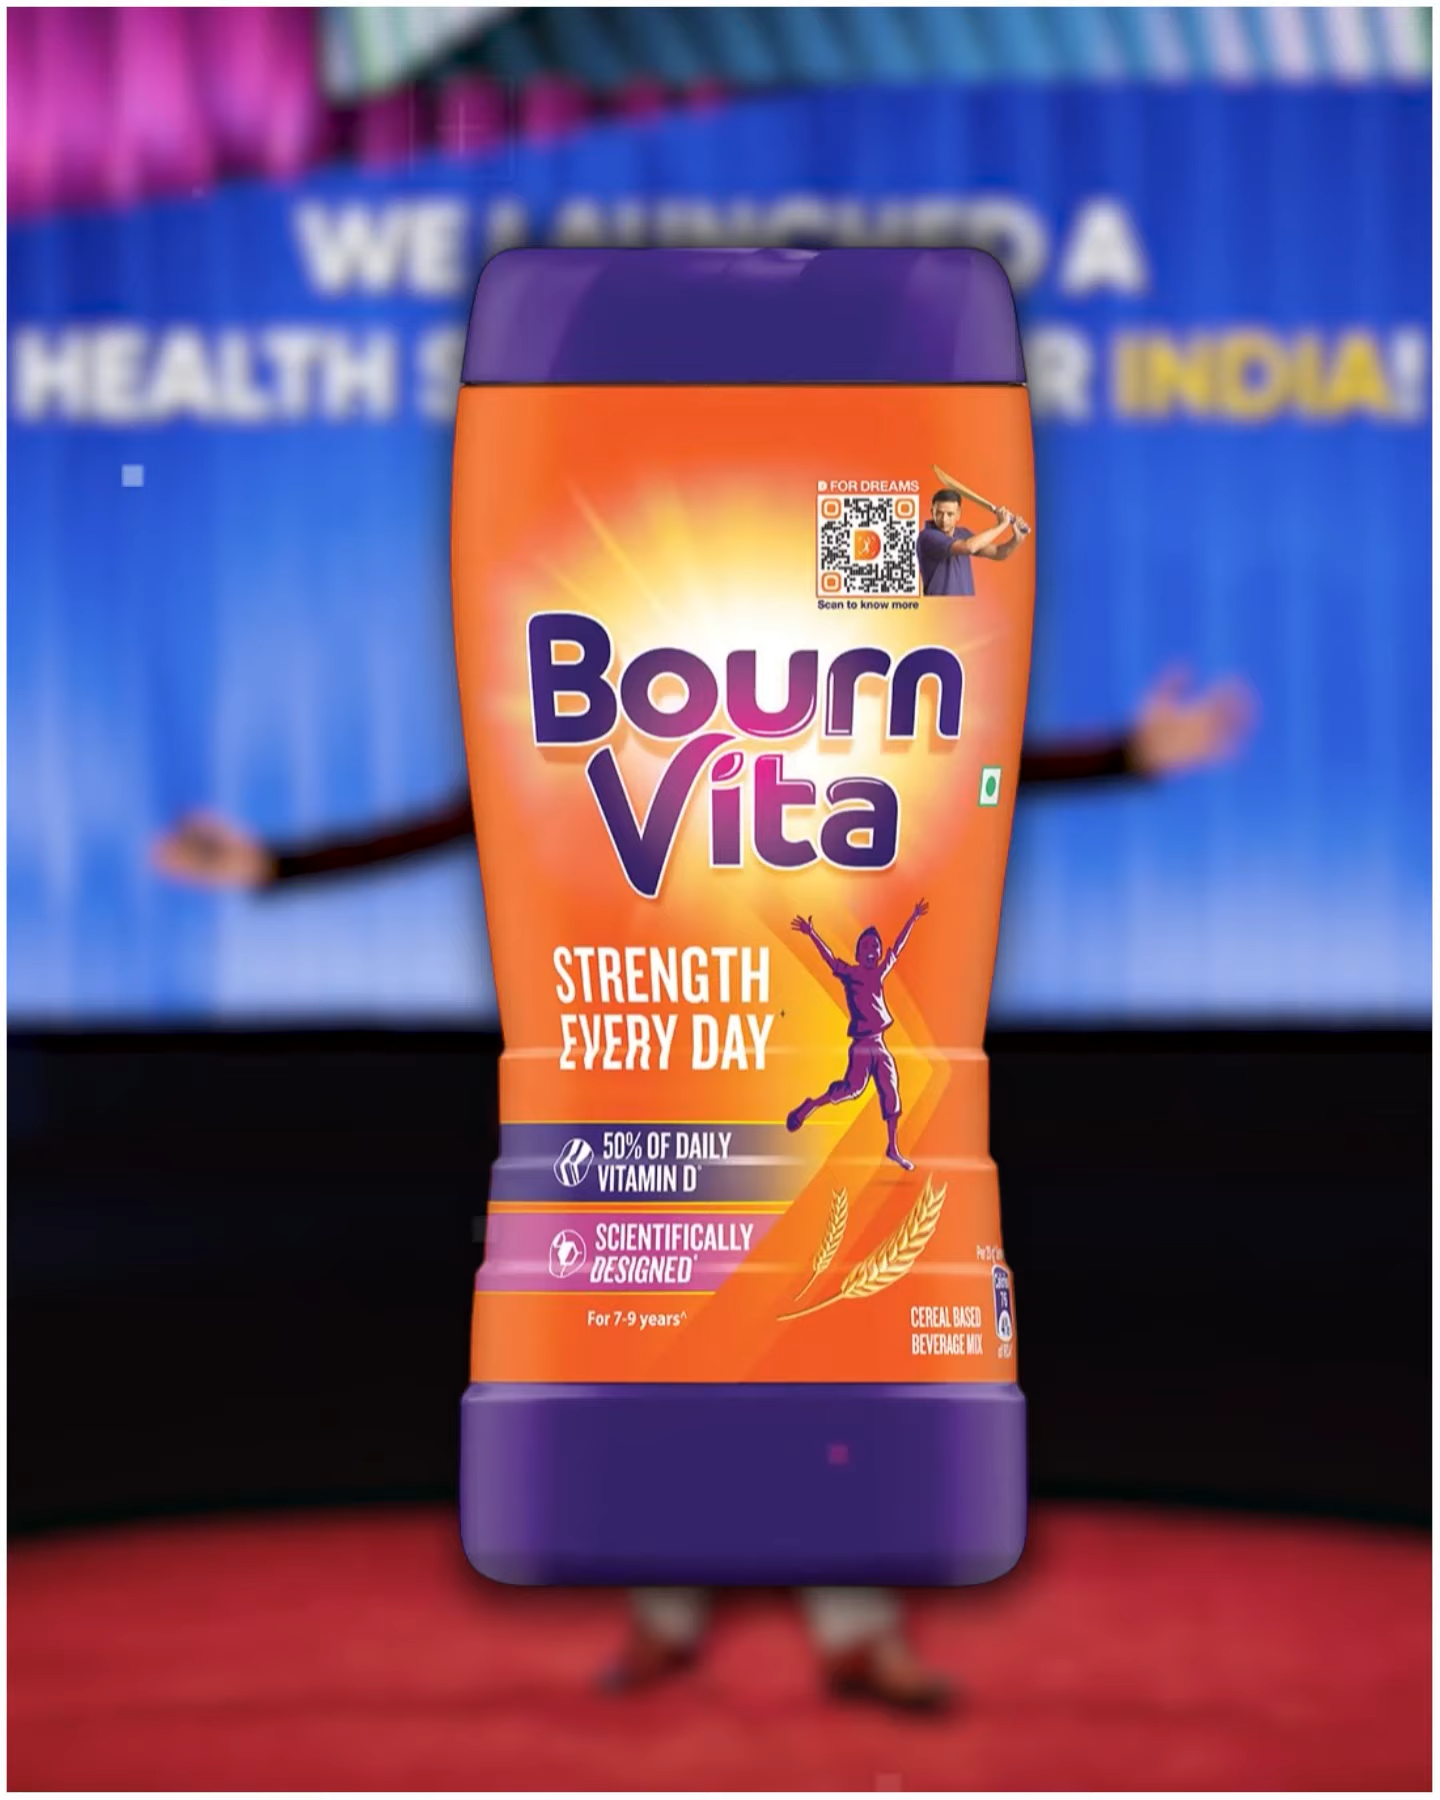 WE LAUNCHED A
HEALTH
INDIA!
D FOR DREAMS
Scan to know more
Bourn
Vita
STRENGTH
EVERY DAY+
50% OF DAILY
VITAMIN D*
SCIENTIFICALLY
DESIGNED*
For 7-9 years^
CEREAL BASED
BEVERAGE MIX